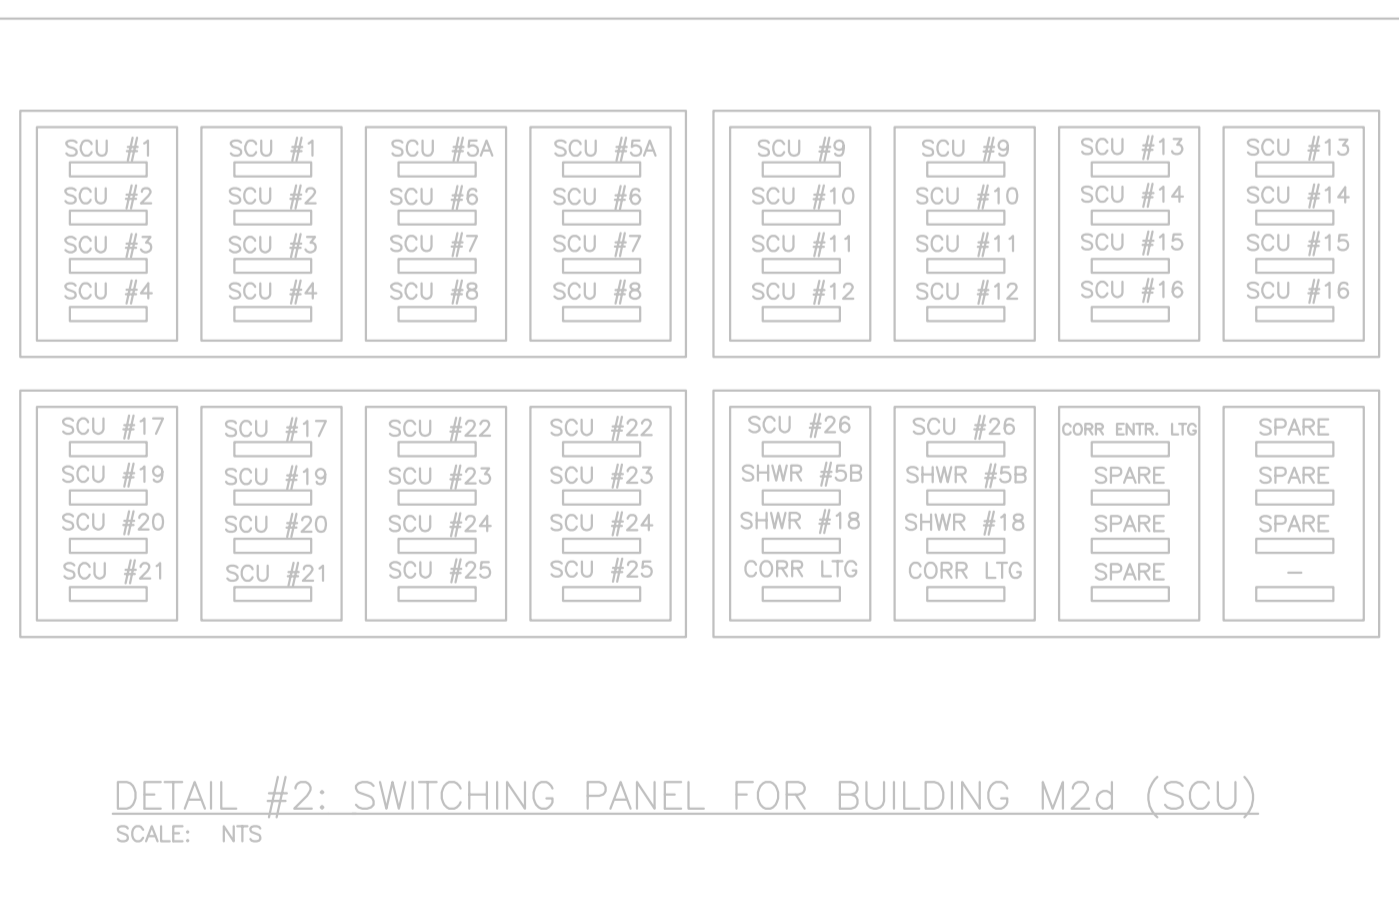 SCU #1 SCU #1 SCU #5A SCU #5A SCU #9 SCU #9 SCU #13 SCU #13
SCU #2 SCU #2 SCU #6 SCU #6 SCU #10 SCU #10 SCU #14 SCU #14
SCU #3 SCU #3 SCU #7 SCU #7 SCU #11 SCU #11 SCU #15 SCU #15
SCU #4 SCU #4 SCU #8 SCU #8 SCU #12 SCU #12 SCU #16 SCU #16
SCU #17 SCU #17 SCU #22 SCU #22 SCU #26 SCU #26 CORR ENTR. LTG SPARE
SCU #19 SCU #19 SCU #23 SCU #23 SHWR #5B SHWR #5B SPARE SPARE
SCU #20 SCU #20 SCU #24 SCU #24 SHWR #18 SHWR #18 SPARE SPARE
SCU #21 SCU #21 SCU #25 SCU #25 CORR LTG CORR LTG SPARE –
DETAIL #2: SWITCHING PANEL FOR BUILDING M2d (SCU)
SCALE: NTS